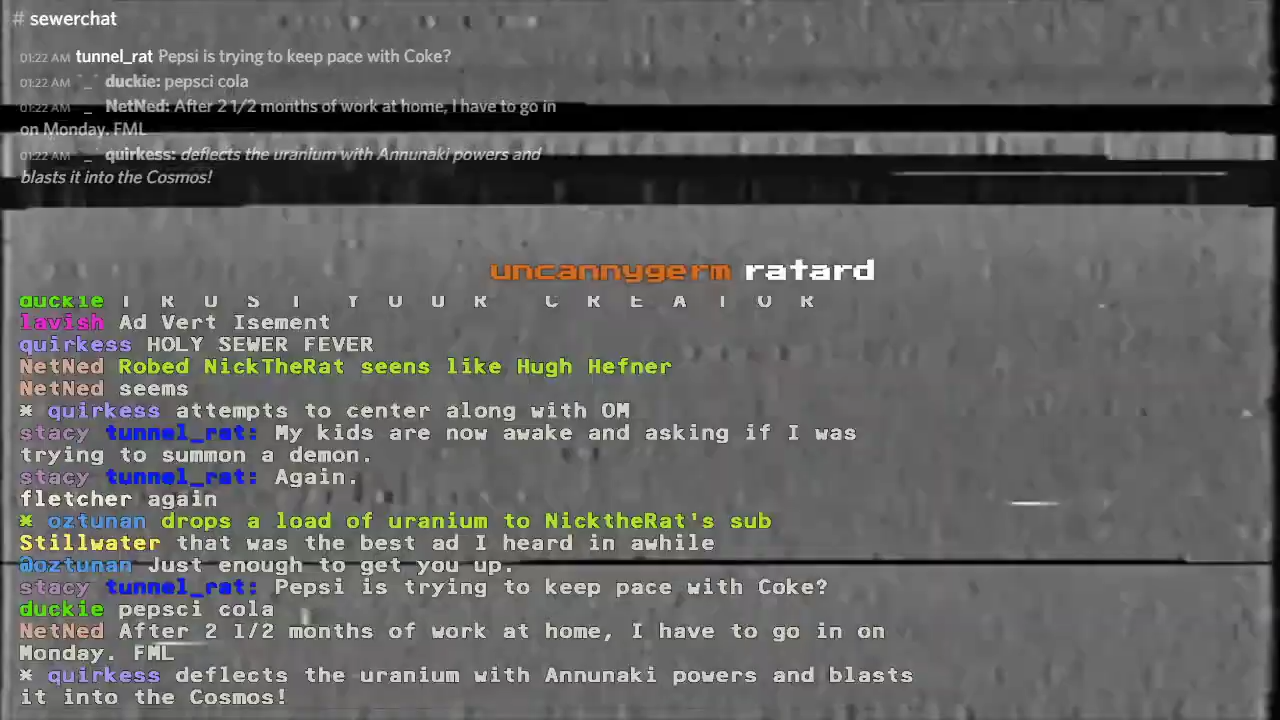 # sewerchat
01:22 AM tunnel_rat Pepsi is trying to keep pace with Coke?
01:22 AM `_` duckie: pepsci cola
01:22 AM `_` NetNed: After 2 1/2 months of work at home, I have to go in
on Monday. FML
01:22 AM `_` quirkess: deflects the uranium with Annunaki powers and
blasts it into the Cosmos!
uncannygerm ratard
duckie T R U S T Y O U R C R E A T O R
lavish Ad Vert Isement
quirkess HOLY SEWER FEVER
NetNed Robed NickTheRat seens like Hugh Hefner
NetNed seems
* quirkess attempts to center along with OM
stacy tunnel_rat: My kids are now awake and asking if I was
trying to summon a demon.
stacy tunnel_rat: Again.
fletcher again
* oztunan drops a load of uranium to NicktheRat's sub
Stillwater that was the best ad I heard in awhile
@oztunan Just enough to get you up.
stacy tunnel_rat: Pepsi is trying to keep pace with Coke?
duckie pepsci cola
NetNed After 2 1/2 months of work at home, I have to go in on
Monday. FML
* quirkess deflects the uranium with Annunaki powers and blasts
it into the Cosmos!